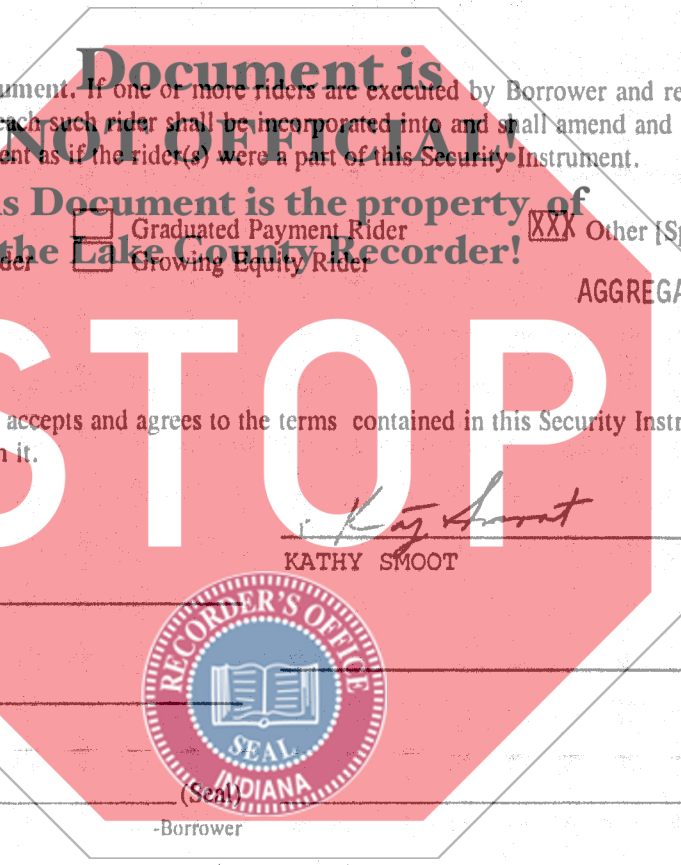 Document is
ument. If one or more riders are executed by Borrower and re
each such rider shall be incorporated into and shall amend and
NOT OFFICIAL!
ent as if the rider(s) were a part of this Security Instrument.
s Document is the property of
Graduated Payment Rider XXX Other [Sp
the Lake County Recorder!
der Growing Equity Rider
AGGREGA
STOP
accepts and agrees to the terms contained in this Security Instr
n it.
Kathy Smoot
KATHY SMOOT
RECORDER'S OFFICE
SEAL
INDIANA
(Seal)
-Borrower